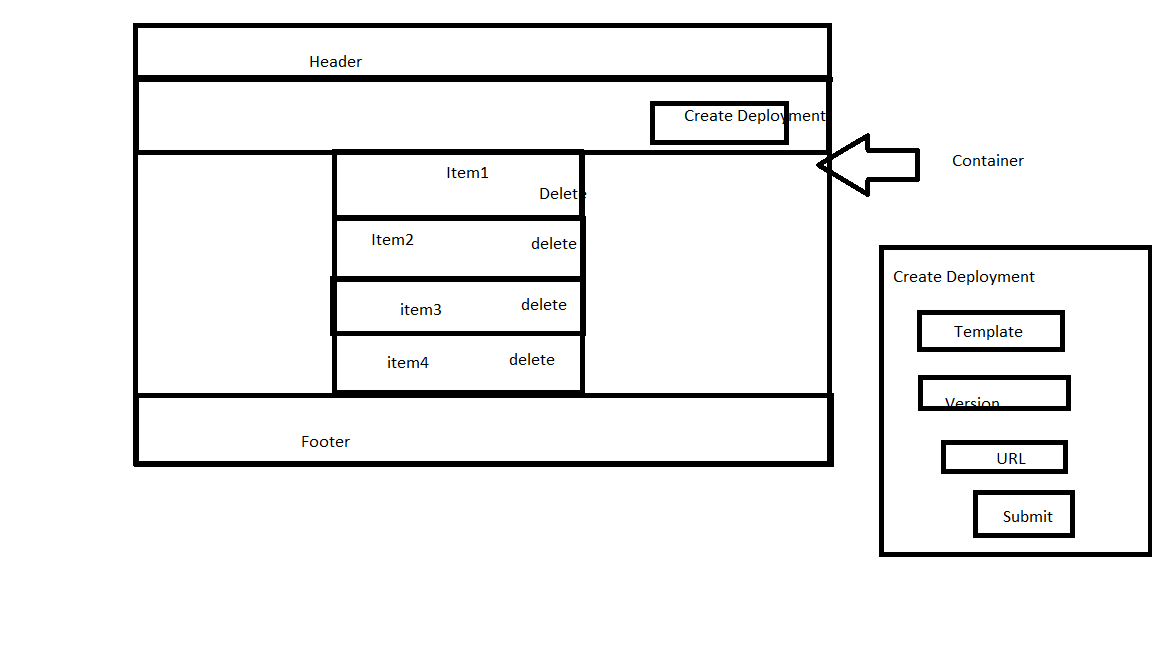 Header
Create Deployment
Container
Item1
Delete
Item2
delete
item3
delete
item4
delete
Footer
Create Deployment
Template
Version
URL
Submit